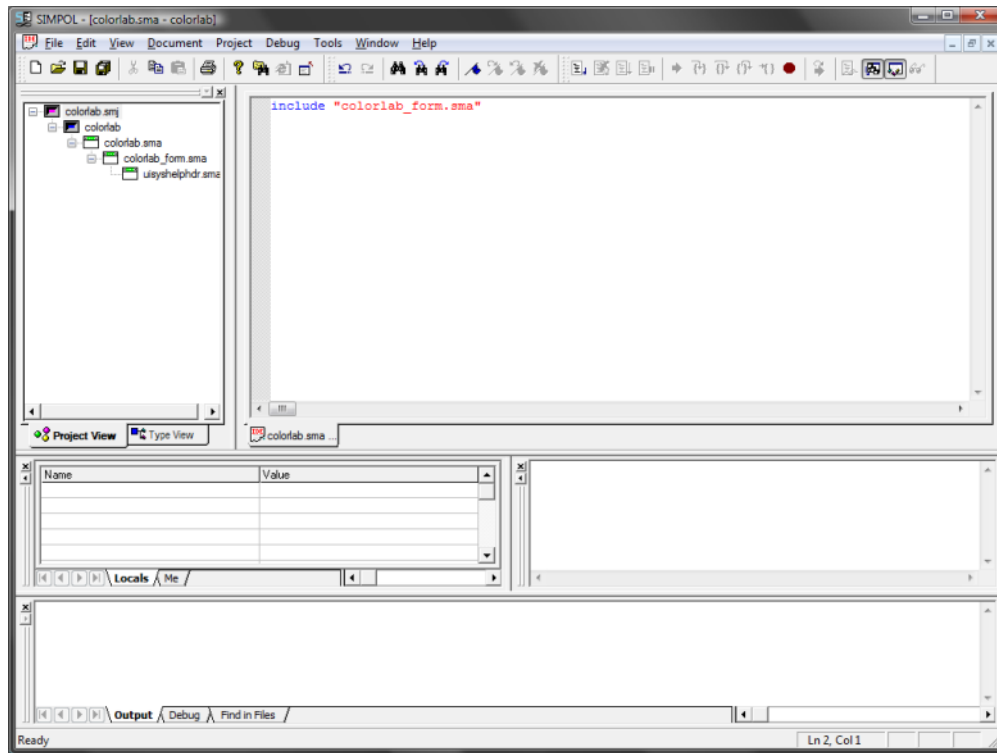 SIMPOL - [colorlab.sma - colorlab]
File Edit View Document Project Debug Tools Window Help
include "colorlab_form.sma"
colorlab.smj
colorlab
colorlab.sma
colorlab_form.sma
uisyshelphdr.sma
Project View Type View
colorlab.sma ...
Name Value
Locals Me
Output Debug Find in Files
Ready Ln 2, Col 1